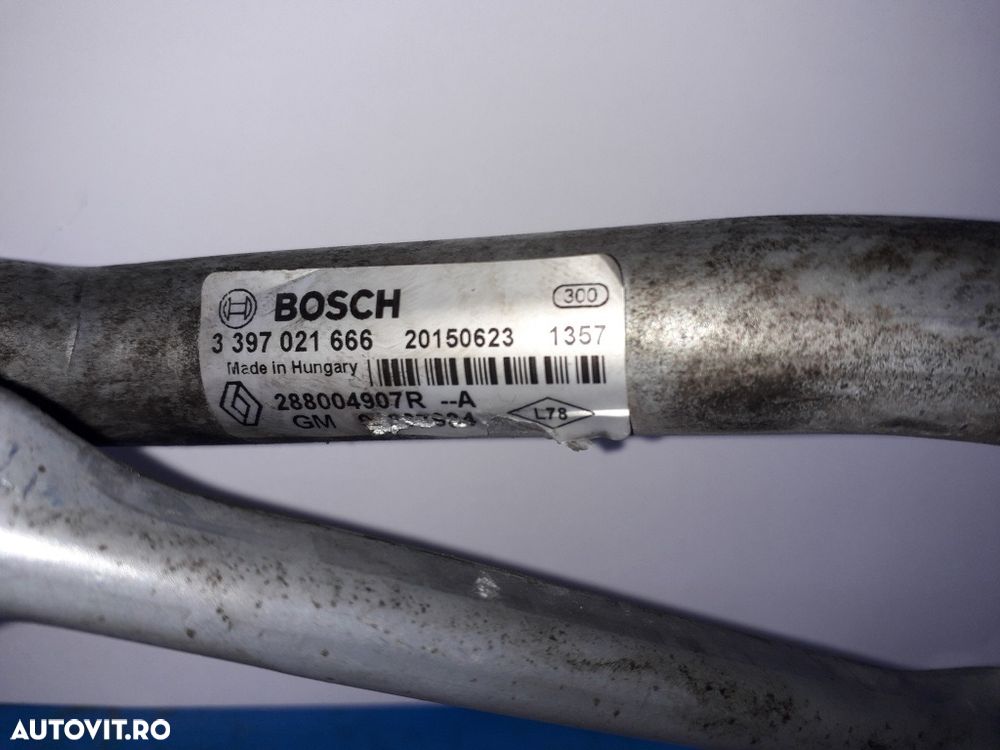 BOSCH 300
3 397 021 666 20150623 1357
Made in Hungary
288004907R --A
GM L78
AUTOVIT.RO